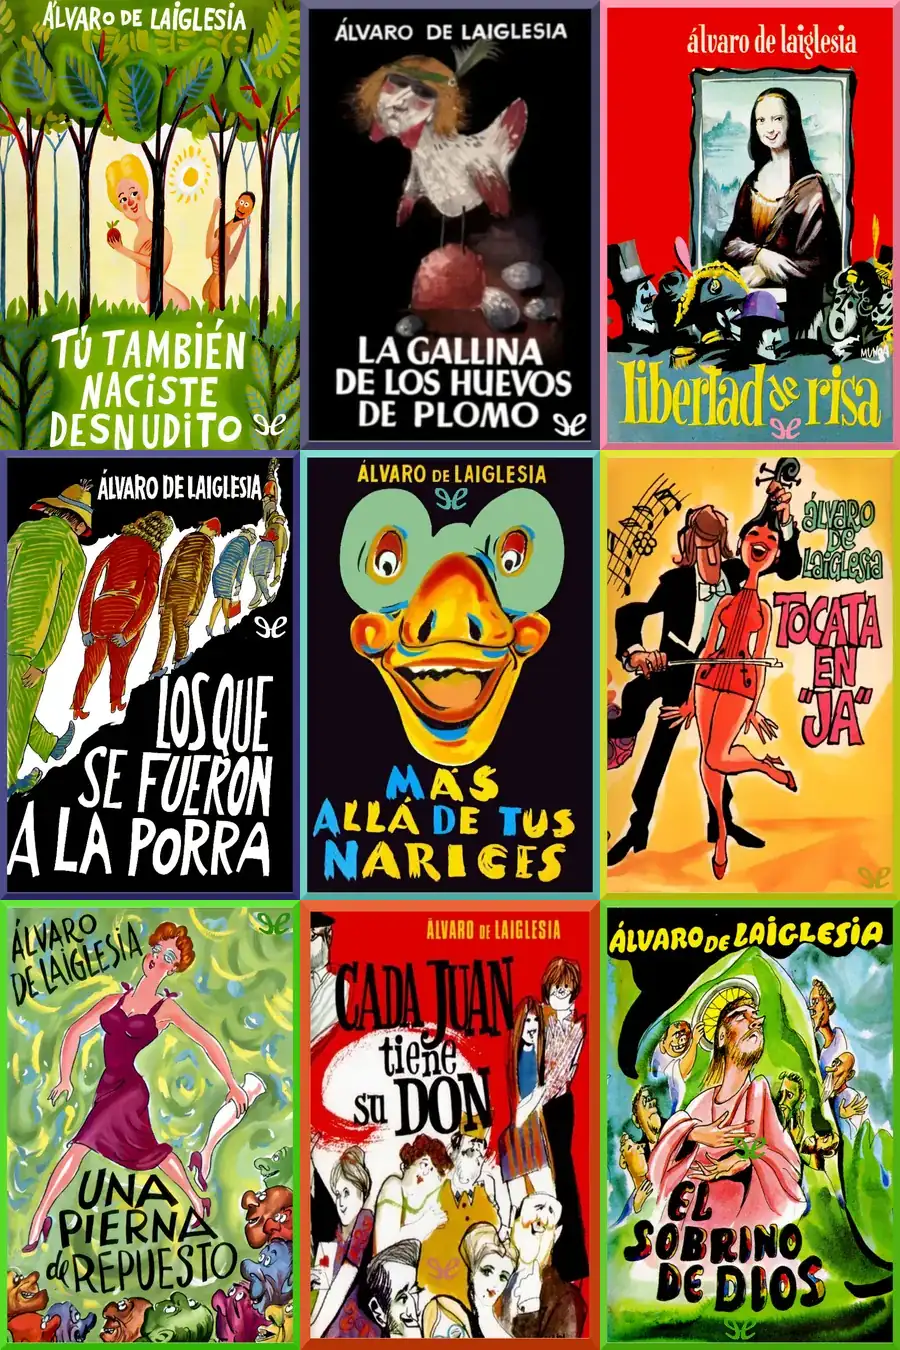 ÁLVARO DE LAIGLESIA
TÚ TAMBIÉN
NACISTE
DESNUDITO
ÁLVARO DE LAIGLESIA
LA GALLINA
DE LOS HUEVOS
DE PLOMO
álvaro de laiglesia
MUNOA
libertad de risa
ÁLVARO DE LAIGLESIA
LOS QUE
SE FUERON
A LA PORRA
ÁLVARO DE LAIGLESIA
MÁS
ALLÁ DE TUS
NARICES
ÁLVARO
DE
LAIGLESIA
TOCATA
EN
"JA"
ÁLVARO
DE LAIGLESIA
UNA
PIERNA
de REPUESTO
ÁLVARO DE LAIGLESIA
CADA JUAN
tiene
su DON
ÁLVARO DE LAIGLESIA
EL
SOBRINO
DE DIOS